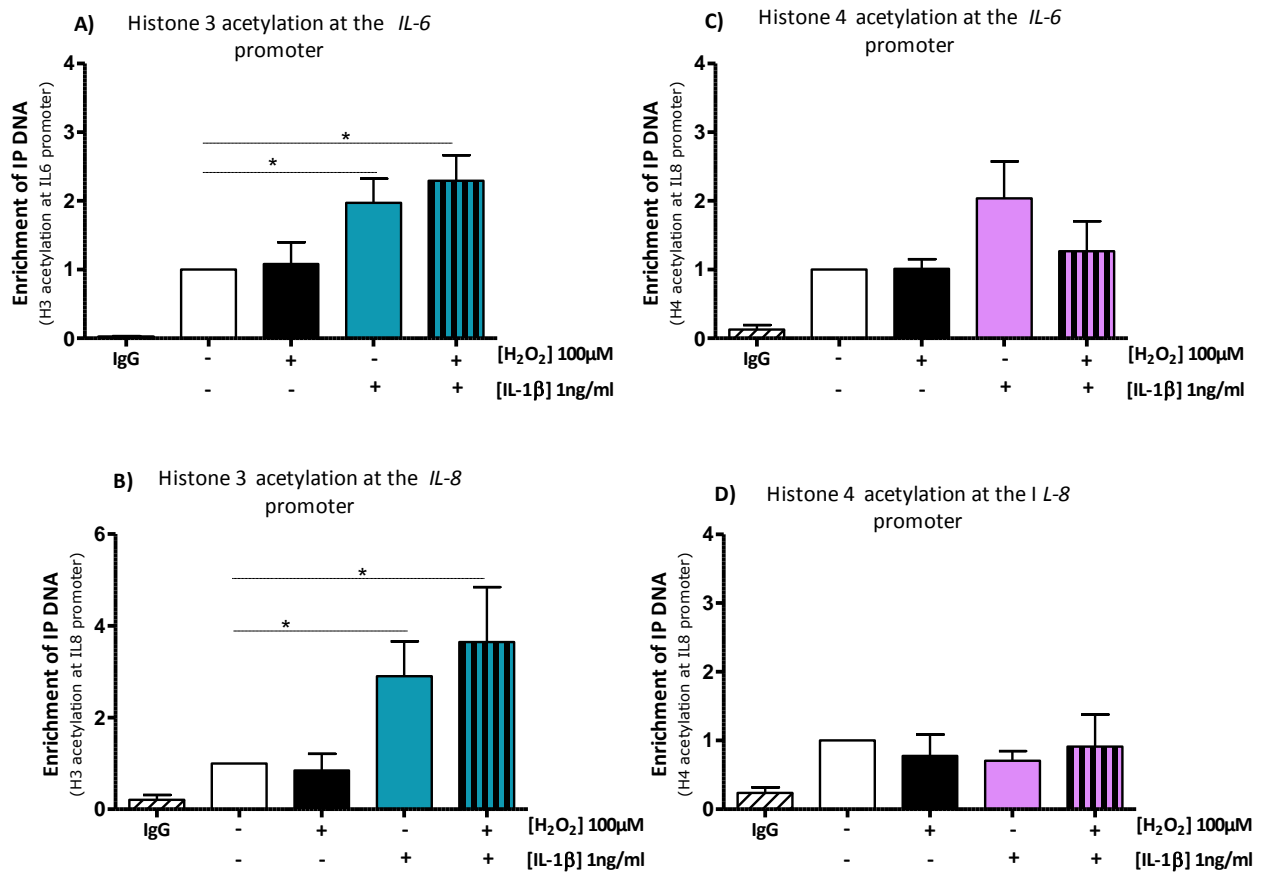 A) Histone 3 acetylation at the IL-6
promoter
Enrichment of IP DNA
(H3 acetylation at IL6 promoter)
4
3
2
1
0
* 
*
IgG - + - + [H₂O₂] 100µM
- - + + [IL-1β] 1ng/ml
C) Histone 4 acetylation at the IL-6
promoter
Enrichment of IP DNA
(H4 acetylation at IL8 promoter)
4
3
2
1
0
IgG - + - + [H₂O₂] 100µM
- - + + [IL-1β] 1ng/ml
B) Histone 3 acetylation at the IL-8
promoter
Enrichment of IP DNA
(H3 acetylation at IL8 promoter)
6
4
2
0
*
*
IgG - + - + [H₂O₂] 100µM
- - + + [IL-1β] 1ng/ml
D) Histone 4 acetylation at the I L-8
promoter
Enrichment of IP DNA
(H4 acetylation at IL8 promoter)
4
3
2
1
0
IgG - + - + [H₂O₂] 100µM
- - + + [IL-1β] 1ng/ml